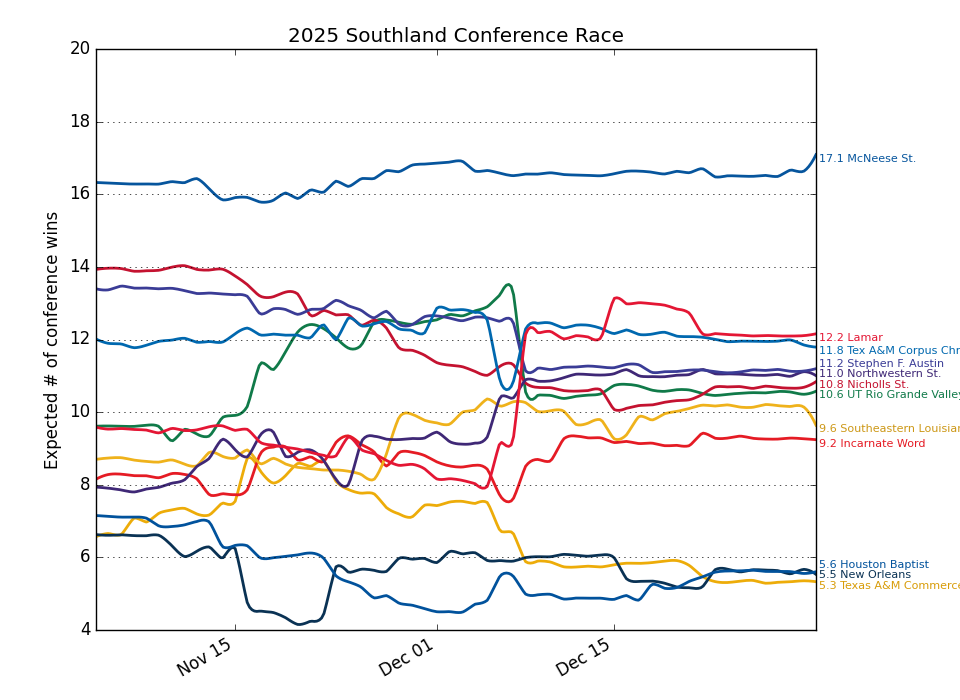 2025 Southland Conference Race
Expected # of conference wins
20
18
16
14
12
10
8
6
4
Nov 15
Dec 01
Dec 15
17.1 McNeese St.
12.2 Lamar
11.8 Tex A&M Corpus Chr
11.2 Stephen F. Austin
11.0 Northwestern St.
10.8 Nicholls St.
10.6 UT Rio Grande Valley
9.6 Southeastern Louisian
9.2 Incarnate Word
5.6 Houston Baptist
5.5 New Orleans
5.3 Texas A&M Commerce